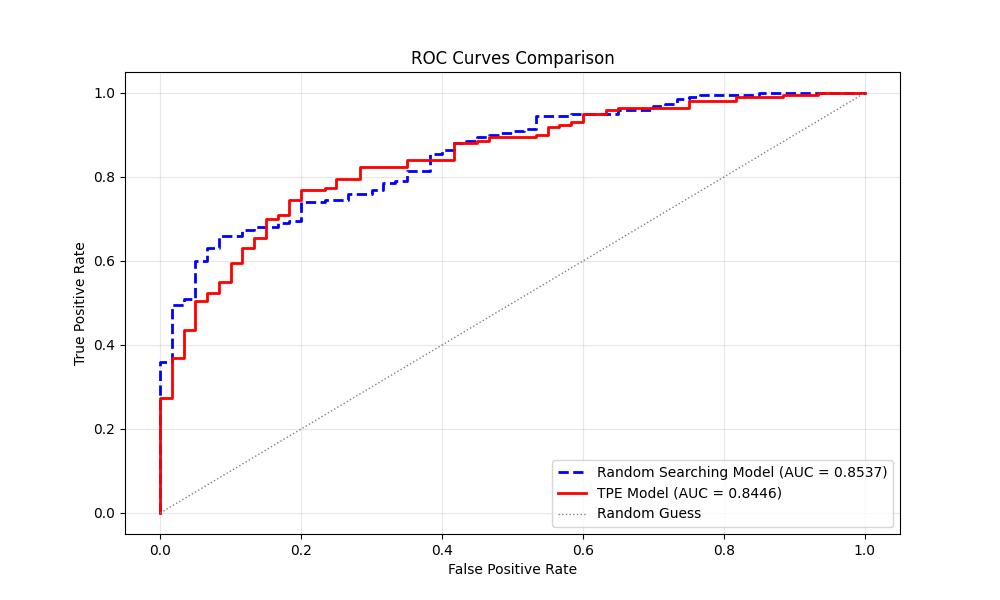 ROC Curves Comparison
True Positive Rate
1.0
0.8
0.6
0.4
0.2
0.0
0.0 0.2 0.4 0.6 0.8 1.0
False Positive Rate
Random Searching Model (AUC = 0.8537)
TPE Model (AUC = 0.8446)
Random Guess